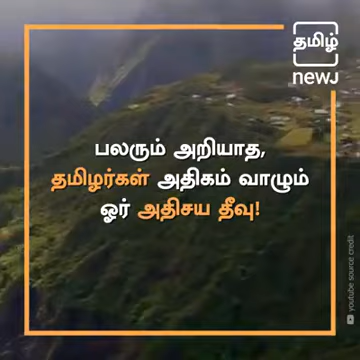 தமிழ்
newJ
பலரும் அறியாத,
தமிழர்கள் அதிகம் வாழும்
ஓர் அதிசய தீவு!
youtube source credit